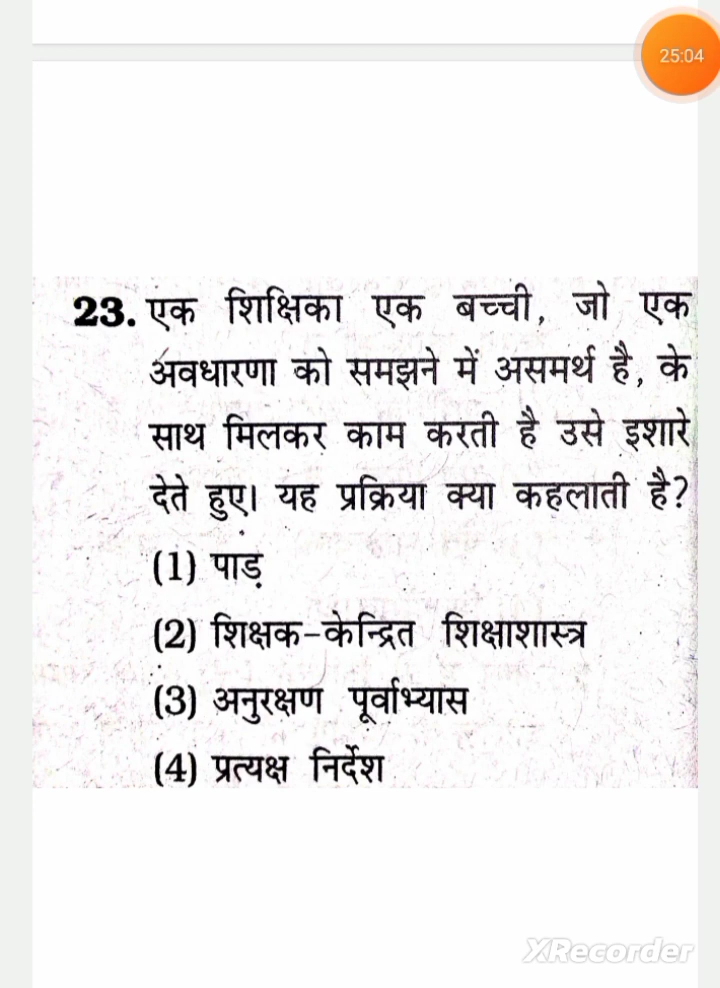 25:04
23. एक शिक्षिका एक बच्ची, जो एक
अवधारणा को समझने में असमर्थ है, के
साथ मिलकर काम करती है उसे इशारे
देते हुए। यह प्रक्रिया क्या कहलाती है?
(1) पाड़
(2) शिक्षक-केन्द्रित शिक्षाशास्त्र
(3) अनुरक्षण पूर्वाभ्यास
(4) प्रत्यक्ष निर्देश
XRecorder